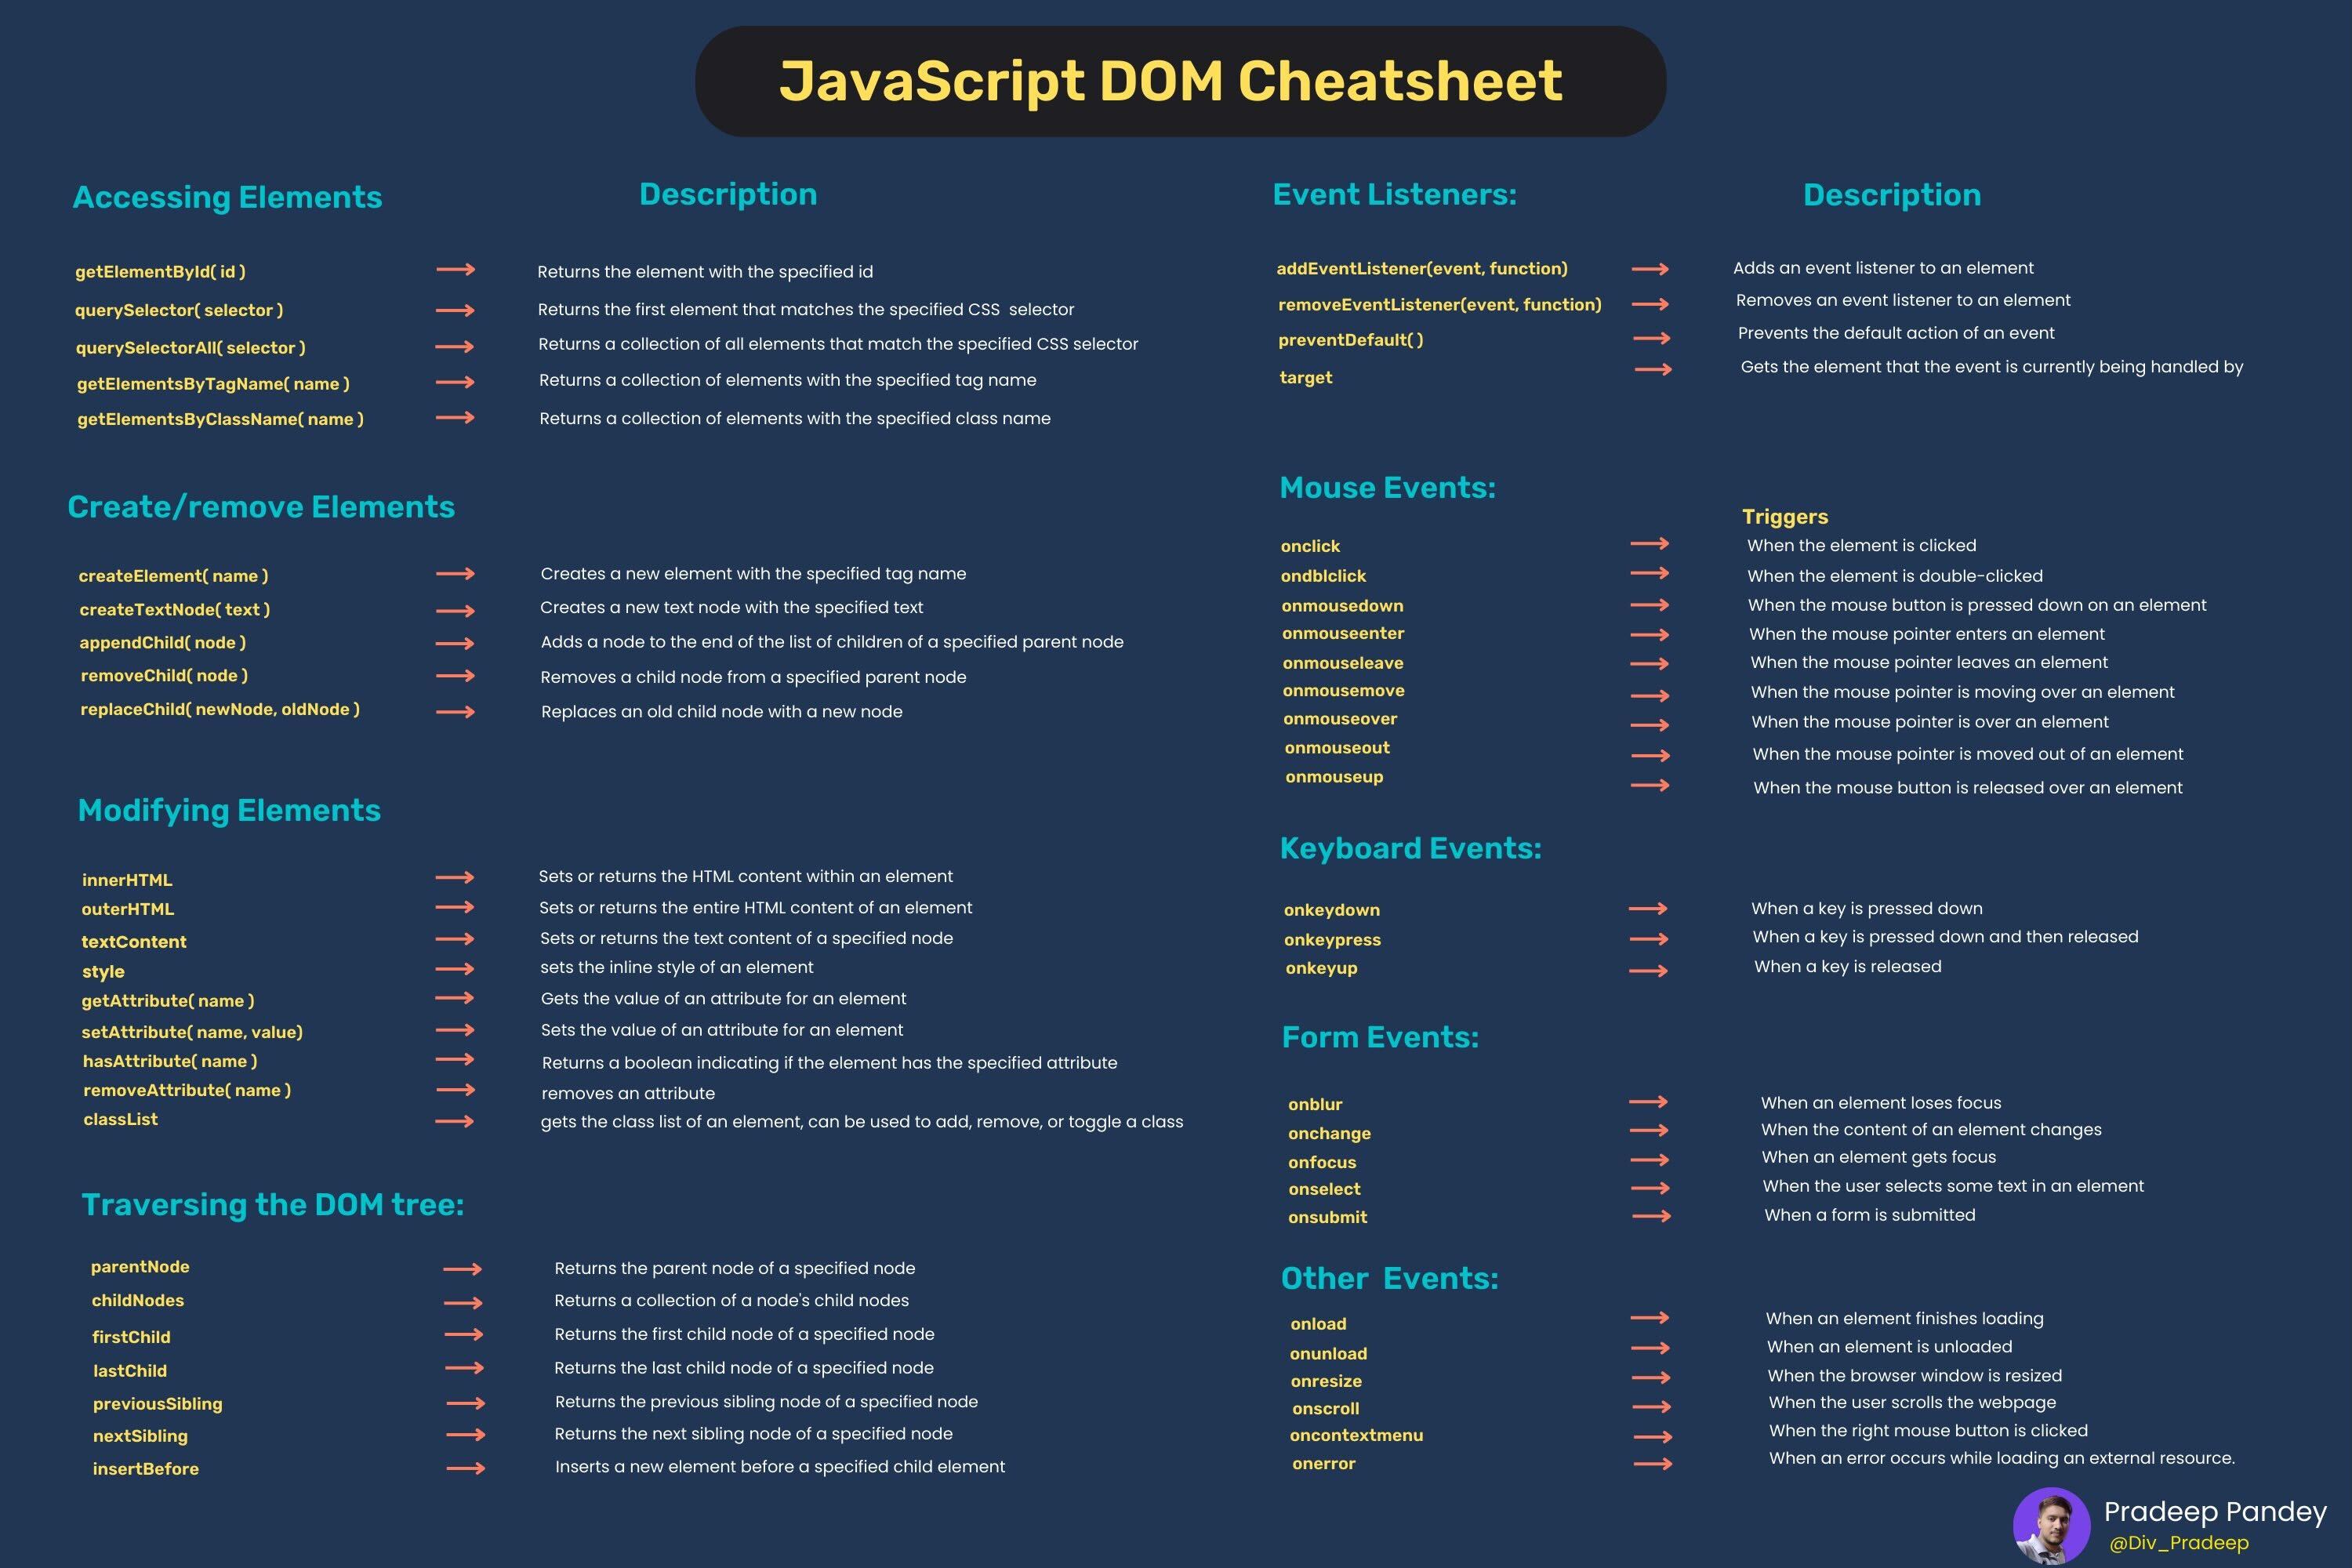 JavaScript DOM Cheatsheet
Accessing Elements Description
getElementById( id ) Returns the element with the specified id
querySelector( selector ) Returns the first element that matches the specified CSS selector
querySelectorAll( selector ) Returns a collection of all elements that match the specified CSS selector
getElementsByTagName( name ) Returns a collection of elements with the specified tag name
getElementsByClassName( name ) Returns a collection of elements with the specified class name
Create/remove Elements
createElement( name ) Creates a new element with the specified tag name
createTextNode( text ) Creates a new text node with the specified text
appendChild( node ) Adds a node to the end of the list of children of a specified parent node
removeChild( node ) Removes a child node from a specified parent node
replaceChild( newNode, oldNode ) Replaces an old child node with a new node
Modifying Elements
innerHTML Sets or returns the HTML content within an element
outerHTML Sets or returns the entire HTML content of an element
textContent Sets or returns the text content of a specified node
style sets the inline style of an element
getAttribute( name ) Gets the value of an attribute for an element
setAttribute( name, value) Sets the value of an attribute for an element
hasAttribute( name ) Returns a boolean indicating if the element has the specified attribute
removeAttribute( name ) removes an attribute
classList gets the class list of an element, can be used to add, remove, or toggle a class
Traversing the DOM tree:
parentNode Returns the parent node of a specified node
childNodes Returns a collection of a node's child nodes
firstChild Returns the first child node of a specified node
lastChild Returns the last child node of a specified node
previousSibling Returns the previous sibling node of a specified node
nextSibling Returns the next sibling node of a specified node
insertBefore Inserts a new element before a specified child element
Event Listeners: Description
addEventListener(event, function) Adds an event listener to an element
removeEventListener(event, function) Removes an event listener to an element
preventDefault( ) Prevents the default action of an event
target Gets the element that the event is currently being handled by
Mouse Events:
Triggers
onclick When the element is clicked
ondblclick When the element is double-clicked
onmousedown When the mouse button is pressed down on an element
onmouseenter When the mouse pointer enters an element
onmouseleave When the mouse pointer leaves an element
onmousemove When the mouse pointer is moving over an element
onmouseover When the mouse pointer is over an element
onmouseout When the mouse pointer is moved out of an element
onmouseup When the mouse button is released over an element
Keyboard Events:
onkeydown When a key is pressed down
onkeypress When a key is pressed down and then released
onkeyup When a key is released
Form Events:
onblur When an element loses focus
onchange When the content of an element changes
onfocus When an element gets focus
onselect When the user selects some text in an element
onsubmit When a form is submitted
Other Events:
onload When an element finishes loading
onunload When an element is unloaded
onresize When the browser window is resized
onscroll When the user scrolls the webpage
oncontextmenu When the right mouse button is clicked
onerror When an error occurs while loading an external resource.
Pradeep Pandey
@Div_Pradeep